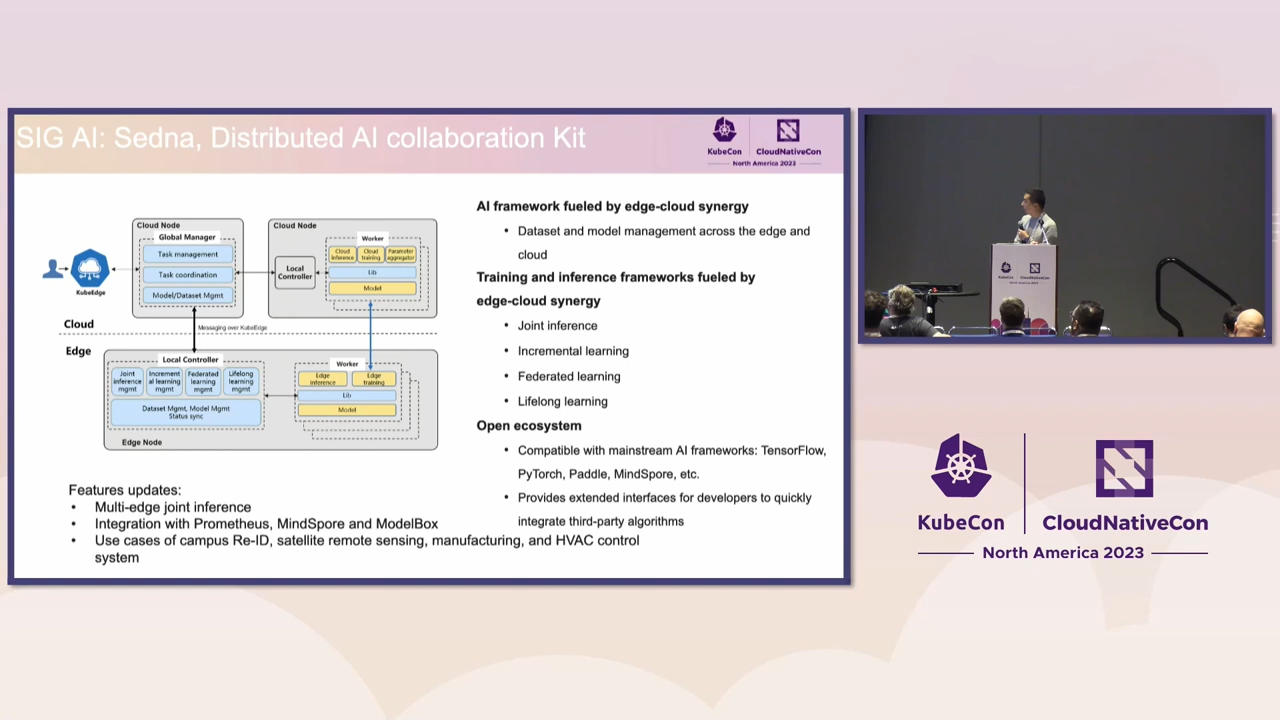 SIG AI: Sedna, Distributed AI collaboration Kit
KubeCon
CloudNativeCon
North America 2023
Cloud Node
Global Manager
Task management
Task coordination
Model/Dataset Mgmt
KubeEdge
Cloud Node
Worker
Cloud inference
Cloud training
Parameter aggregator
Local
Controller
Lib
Model
Cloud
Messaging over KubeEdge
Edge
Local Controller
Joint
inference
mgmt
Increment
al learning
mgmt
Federated
learning
mgmt
Lifelong
learning
mgmt
Dataset Mgmt, Model Mgmt
Status sync
Edge Node
Worker
Edge
inference
Edge
training
Lib
Model
AI framework fueled by edge-cloud synergy
• Dataset and model management across the edge and
cloud
Training and inference frameworks fueled by
edge-cloud synergy
• Joint inference
• Incremental learning
• Federated learning
• Lifelong learning
Open ecosystem
• Compatible with mainstream AI frameworks: TensorFlow,
PyTorch, Paddle, MindSpore, etc.
• Provides extended interfaces for developers to quickly
integrate third-party algorithms
Features updates:
• Multi-edge joint inference
• Integration with Prometheus, MindSpore and ModelBox
• Use cases of campus Re-ID, satellite remote sensing, manufacturing, and HVAC control
system
KubeCon
CloudNativeCon
North America 2023